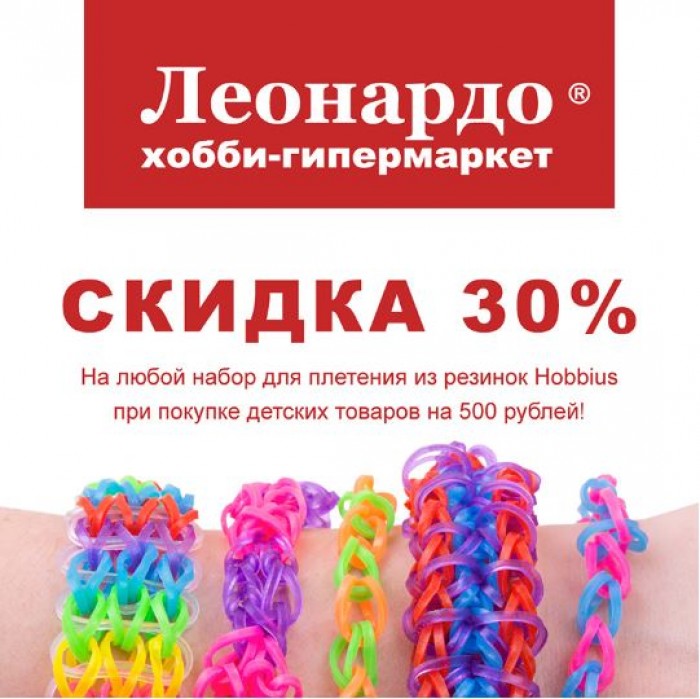 Леонардо ®
хобби-гипермаркет
СКИДКА 30%
На любой набор для плетения из резинок Hobbius
при покупке детских товаров на 500 рублей!